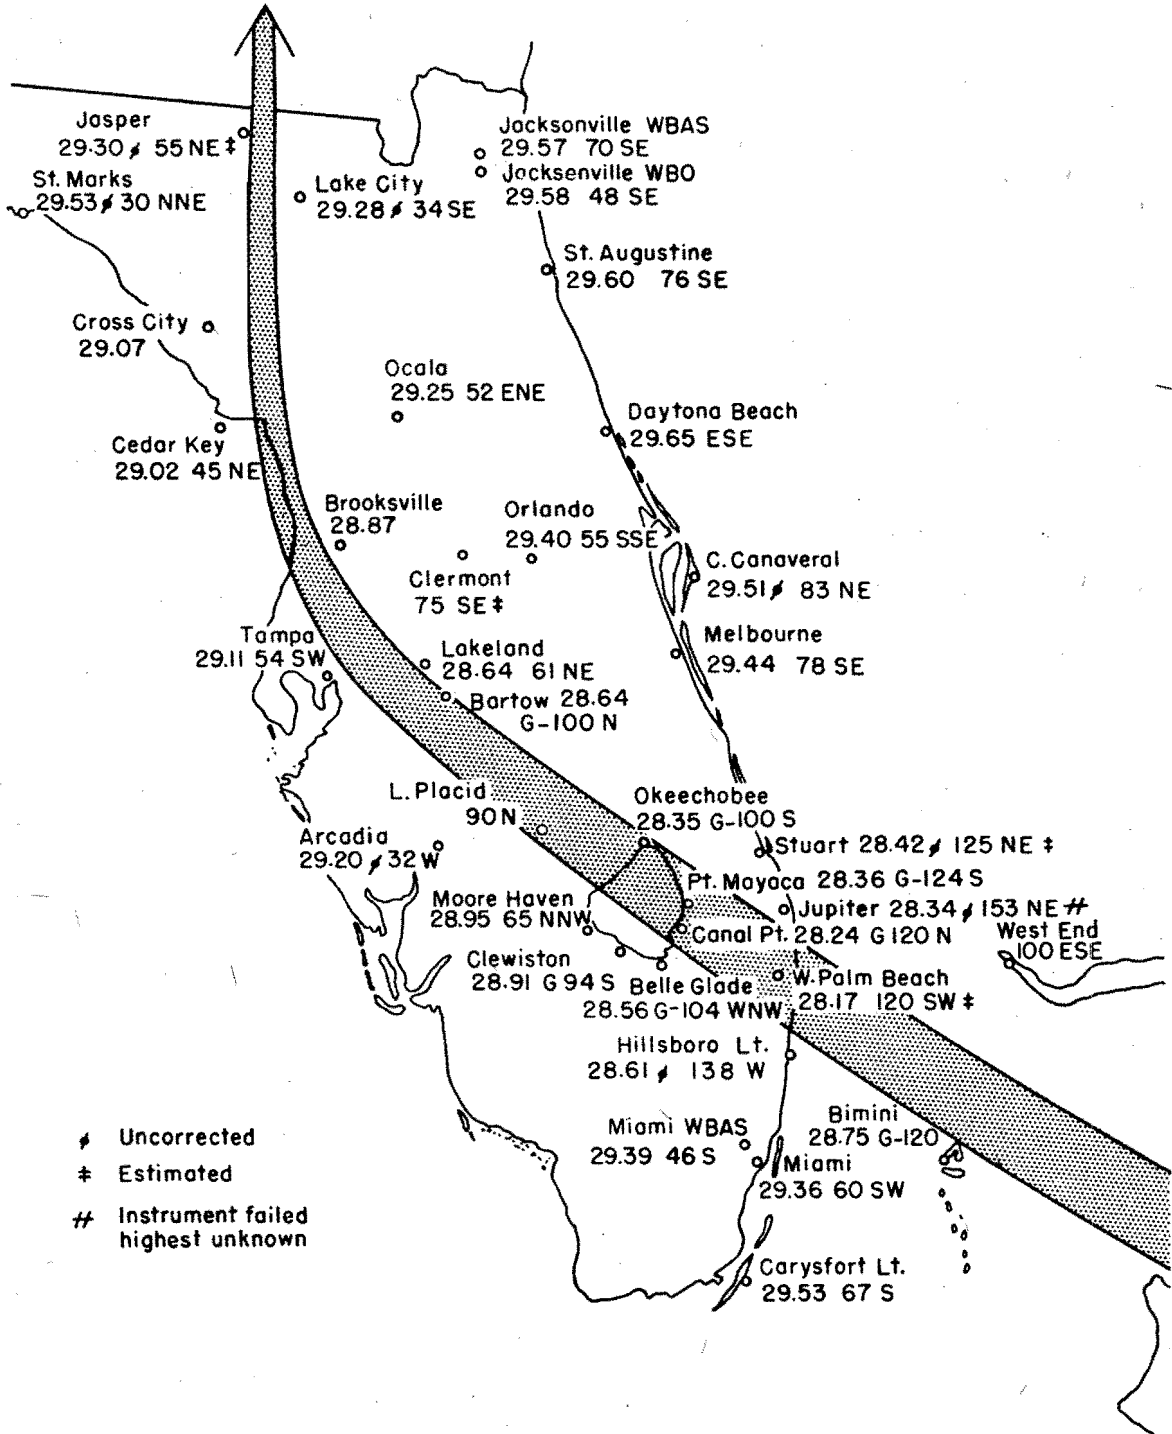 Jasper
29.30 ɸ 55 NE ‡
St. Marks
29.53 ɸ 30 NNE
Lake City
29.28 ɸ 34 SE
Jacksonville WBAS
29.57 70 SE
Jacksenville WBO
29.58 48 SE
St. Augustine
29.60 76 SE
Cross City
29.07
Ocala
29.25 52 ENE
Daytona Beach
29.65 ESE
Cedar Key
29.02 45 NE
Brooksville
28.87
Orlando
29.40 55 SSE
Clermont
75 SE ‡
C. Canaveral
29.51 ɸ 83 NE
Tampa
29.11 54 SW
Lakeland
28.64 61 NE
Melbourne
29.44 78 SE
Bartow 28.64
G-100 N
L. Placid
90 N
Okeechobee
28.35 G-100 S
Arcadia
29.20 ɸ 32 W
Stuart 28.42 ɸ 125 NE ‡
Pt. Mayaca 28.36 G-124 S
Moore Haven
28.95 65 NNW
Jupiter 28.34 ɸ 153 NE #
Canal Pt. 28.24 G 120 N
West End
100 ESE
Clewiston
28.91 G 94 S
Belle Glade
28.56 G-104 WNW
W. Palm Beach
28.17 120 SW ‡
Hillsboro Lt.
28.61 ɸ 138 W
Bimini
28.75 G-120
Miami WBAS
29.39 46 S
Miami
29.36 60 SW
Carysfort Lt.
29.53 67 S
ɸ Uncorrected
‡ Estimated
# Instrument failed
highest unknown